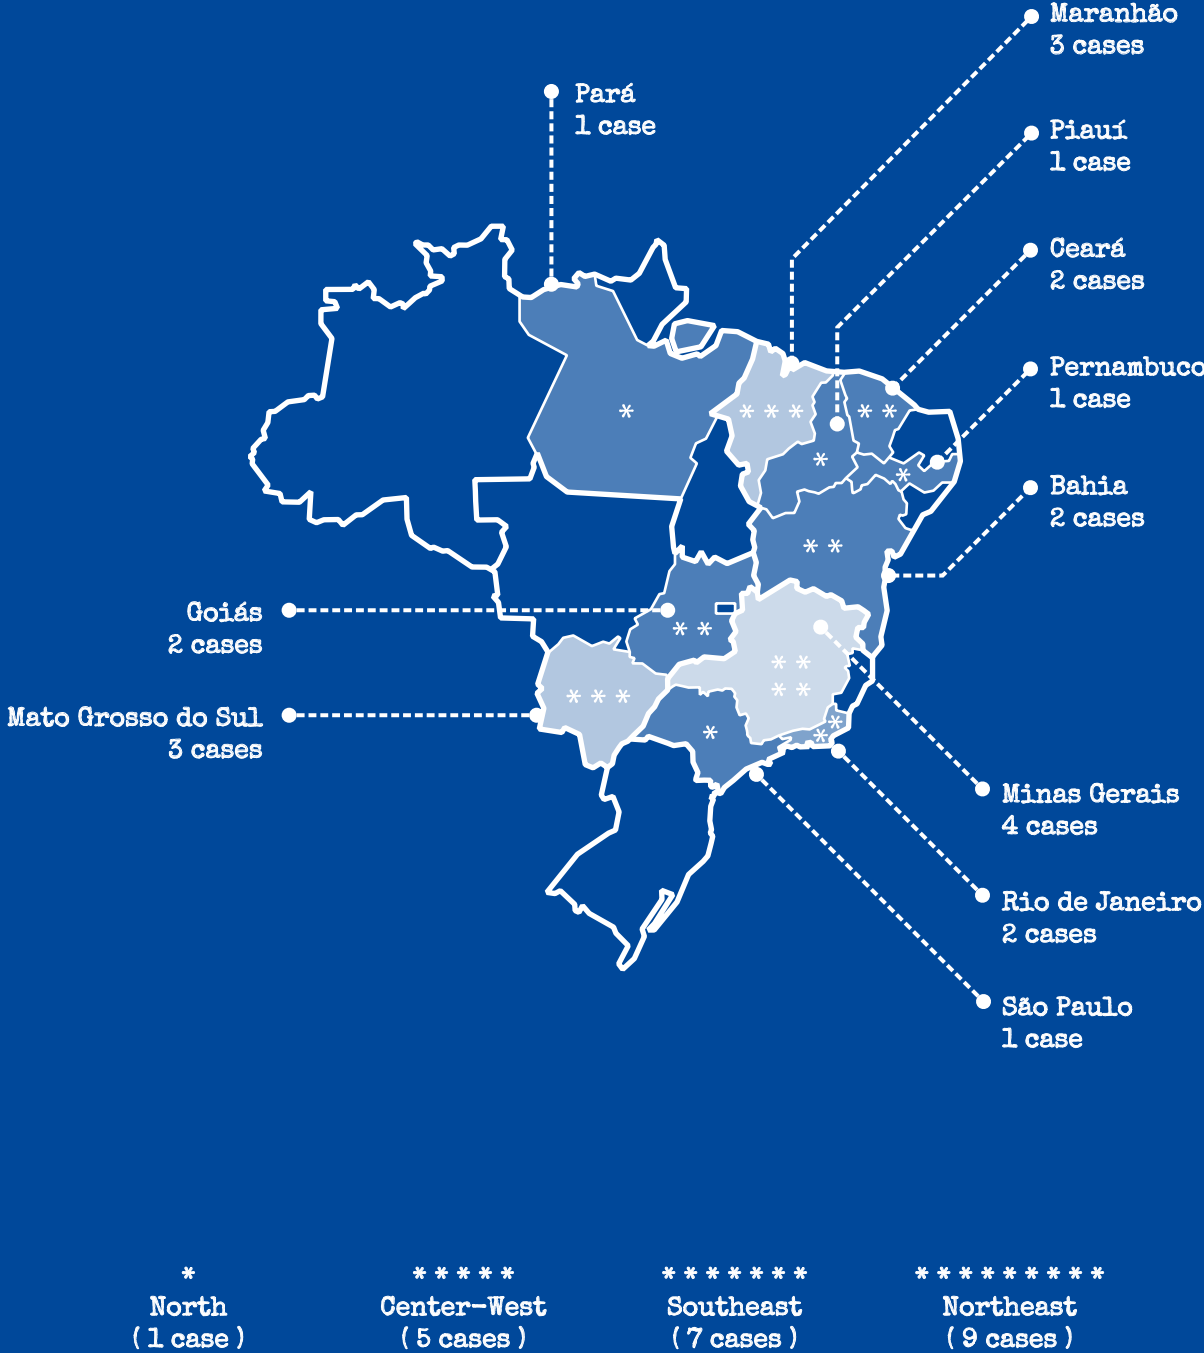 Maranhão
3 cases
Pará
1 case
Piauí
1 case
Ceará
2 cases
Pernambuco
1 case
Bahia
2 cases
Goiás
2 cases
Mato Grosso do Sul
3 cases
Minas Gerais
4 cases
Rio de Janeiro
2 cases
São Paulo
1 case
*
* *
* * *
* *
*
*
* *
* *
* * *
* *
* *
*
*
*
* * * * * * * * * * * * * * * * * * * * * *
North Center-West Southeast Northeast
( 1 case ) ( 5 cases ) ( 7 cases ) ( 9 cases )